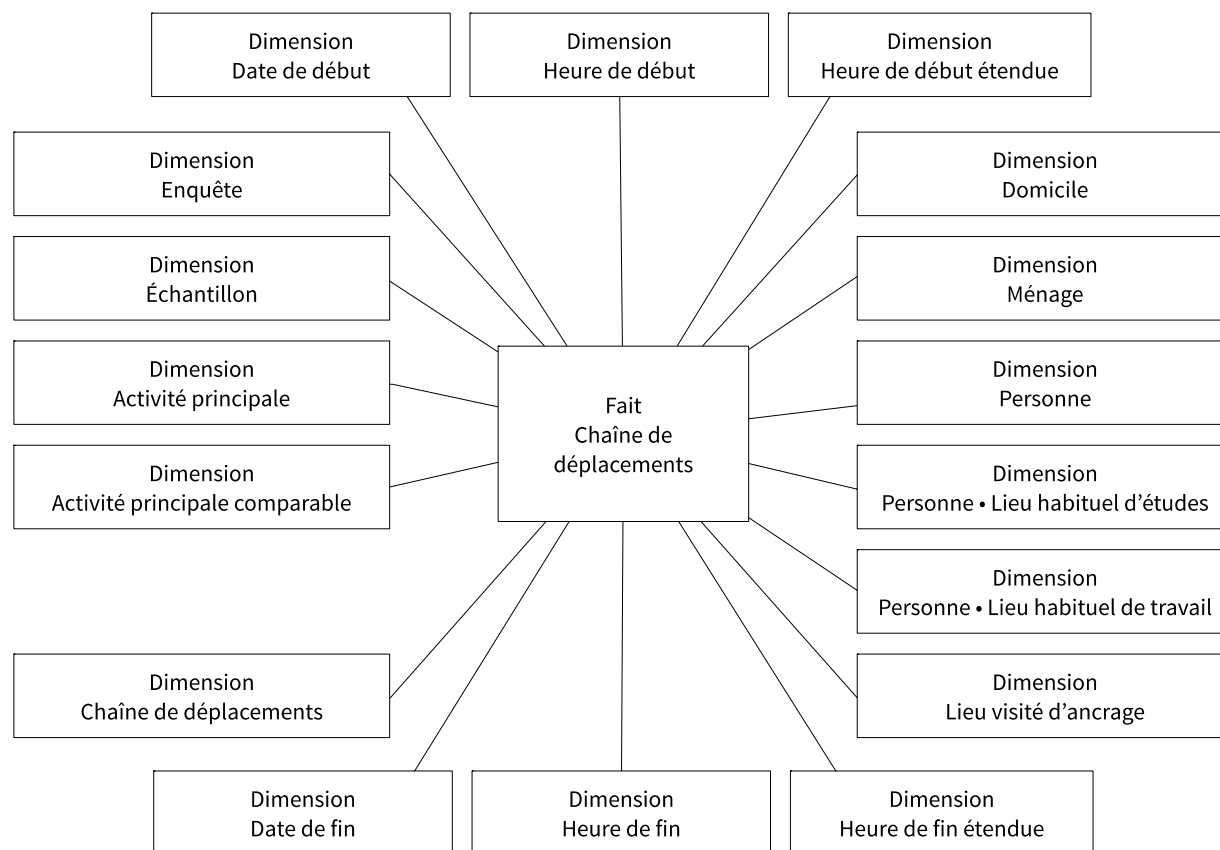 Dimension
Date de début
Dimension
Heure de début
Dimension
Heure de début étendue
Dimension
Enquête
Dimension
Domicile
Dimension
Échantillon
Dimension
Ménage
Dimension
Activité principale
Dimension
Personne
Fait
Chaîne de
déplacements
Dimension
Activité principale comparable
Dimension
Personne • Lieu habituel d’études
Dimension
Personne • Lieu habituel de travail
Dimension
Chaîne de déplacements
Dimension
Lieu visité d’ancrage
Dimension
Date de fin
Dimension
Heure de fin
Dimension
Heure de fin étendue